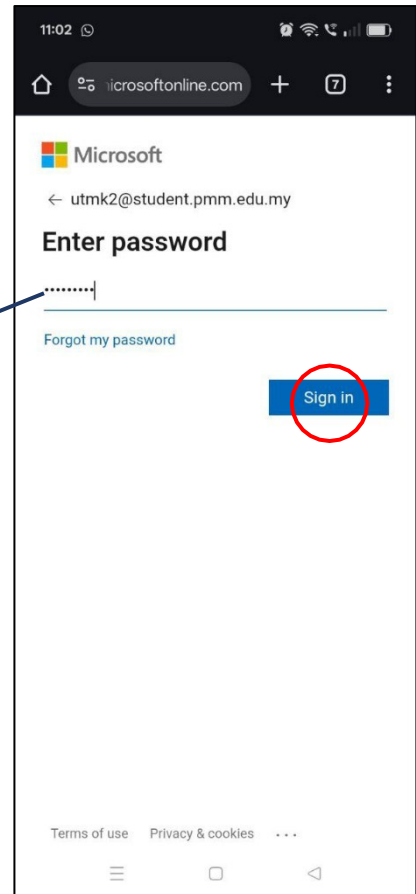 11:02
icrosoftonline.com
7
Microsoft
← utmk2@student.pmm.edu.my
Enter password
•••••••••
Forgot my password
Sign in
Terms of use Privacy & cookies ...